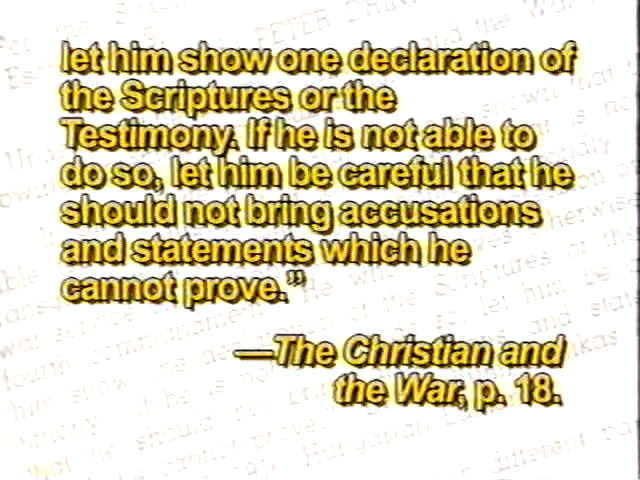 let him show one declaration of
the Scriptures or the
Testimony. If he is not able to
do so, let him be careful that he
should not bring accusations
and statements which he
cannot prove.”
—The Christian and
the War, p. 18.